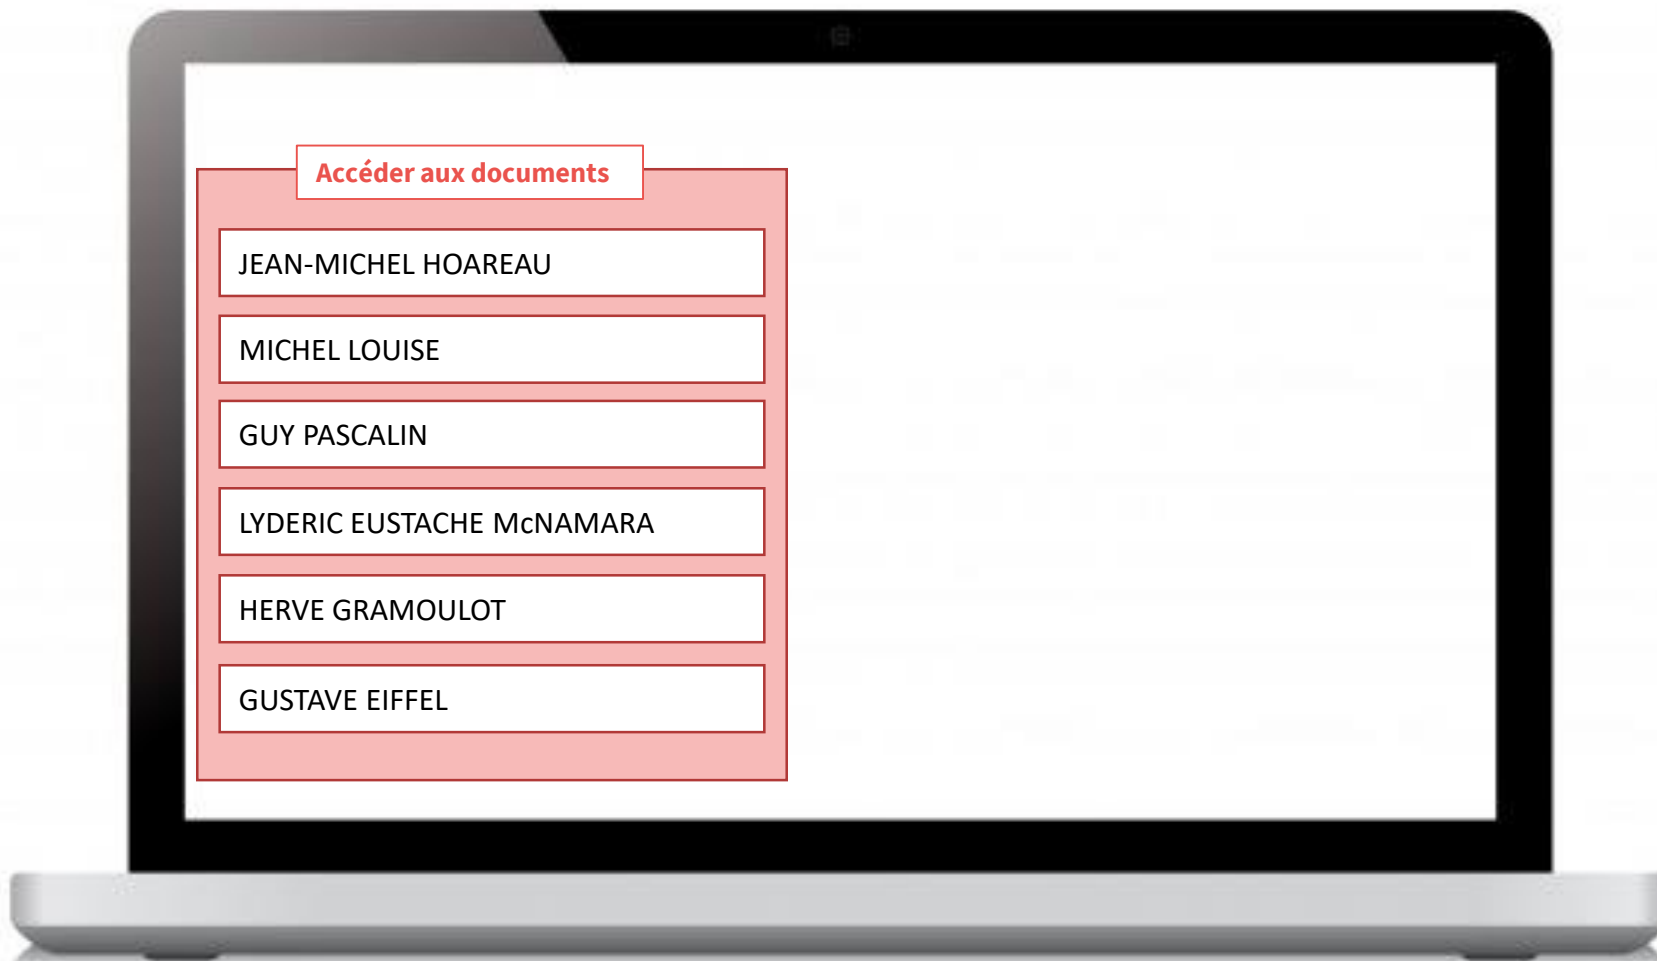 Accéder aux documents
JEAN-MICHEL HOAREAU
MICHEL LOUISE
GUY PASCALIN
LYDERIC EUSTACHE McNAMARA
HERVE GRAMOULOT
GUSTAVE EIFFEL